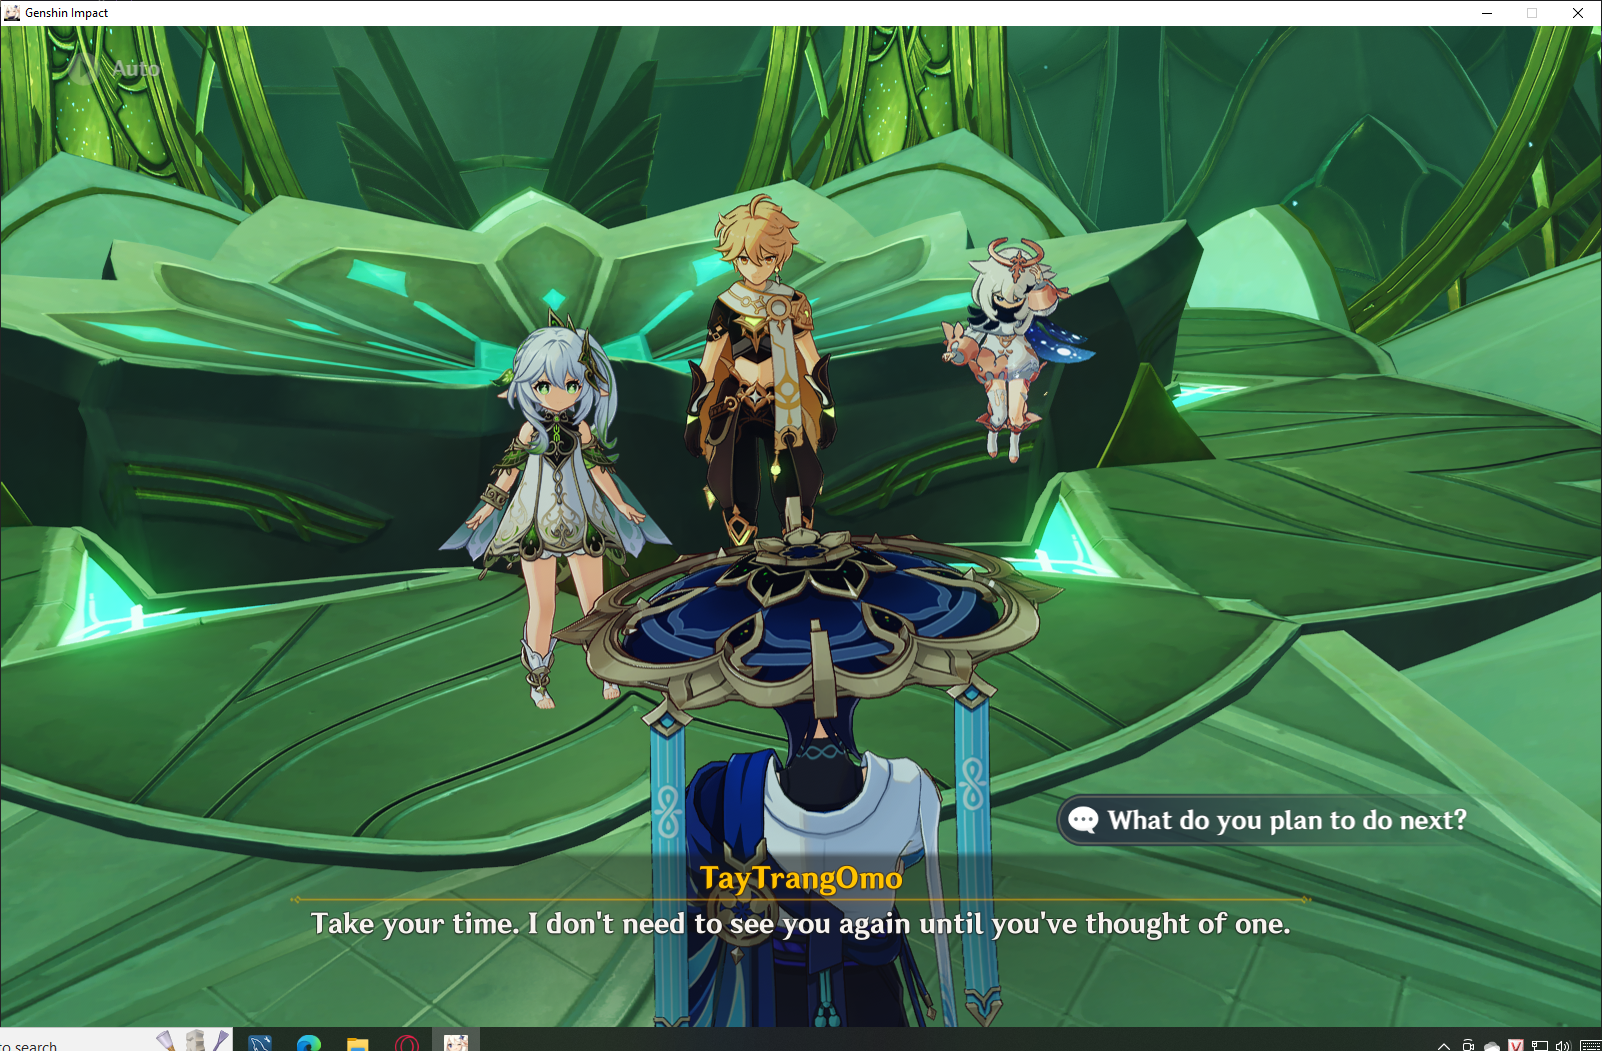 Genshin Impact
Auto
What do you plan to do next?
TayTrangOmo
Take your time. I don't need to see you again until you've thought of one.
to search
V